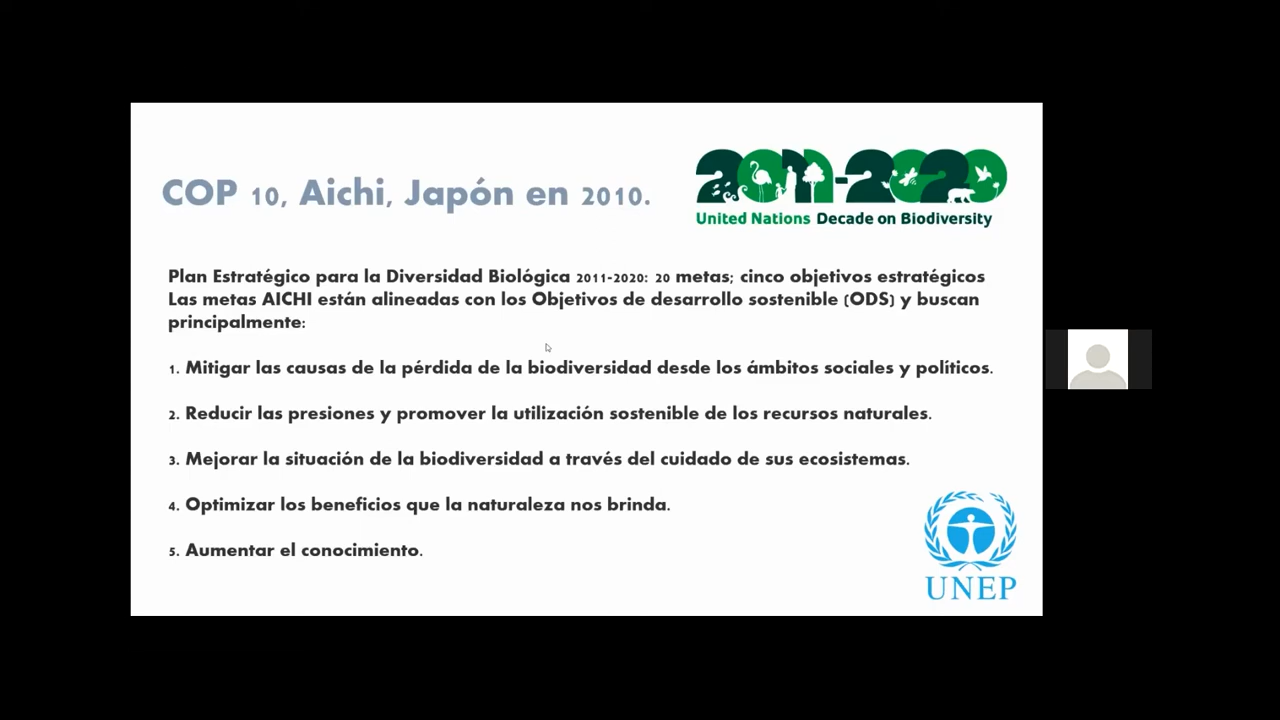 COP 10, Aichi, Japón en 2010.
2011-2020
United Nations Decade on Biodiversity
Plan Estratégico para la Diversidad Biológica 2011-2020: 20 metas; cinco objetivos estratégicos
Las metas AICHI están alineadas con los Objetivos de desarrollo sostenible (ODS) y buscan
principalmente:
1. Mitigar las causas de la pérdida de la biodiversidad desde los ámbitos sociales y políticos.
2. Reducir las presiones y promover la utilización sostenible de los recursos naturales.
3. Mejorar la situación de la biodiversidad a través del cuidado de sus ecosistemas.
4. Optimizar los beneficios que la naturaleza nos brinda.
5. Aumentar el conocimiento.
UNEP